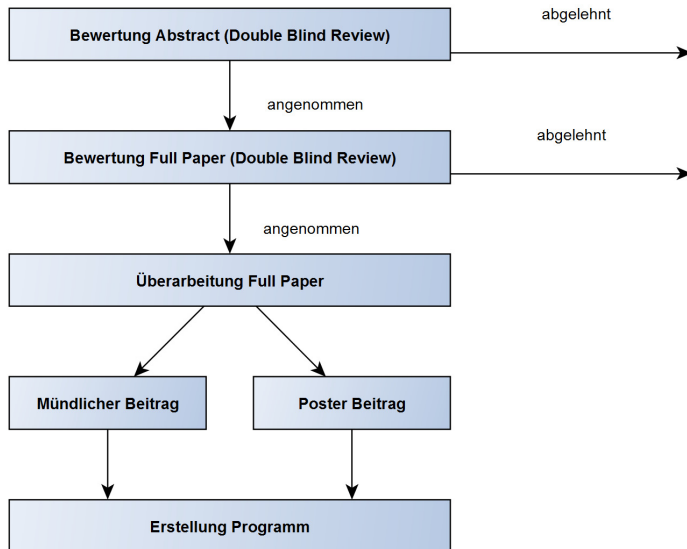 abgelehnt
Bewertung Abstract (Double Blind Review)
angenommen
abgelehnt
Bewertung Full Paper (Double Blind Review)
angenommen
Überarbeitung Full Paper
Mündlicher Beitrag
Poster Beitrag
Erstellung Programm